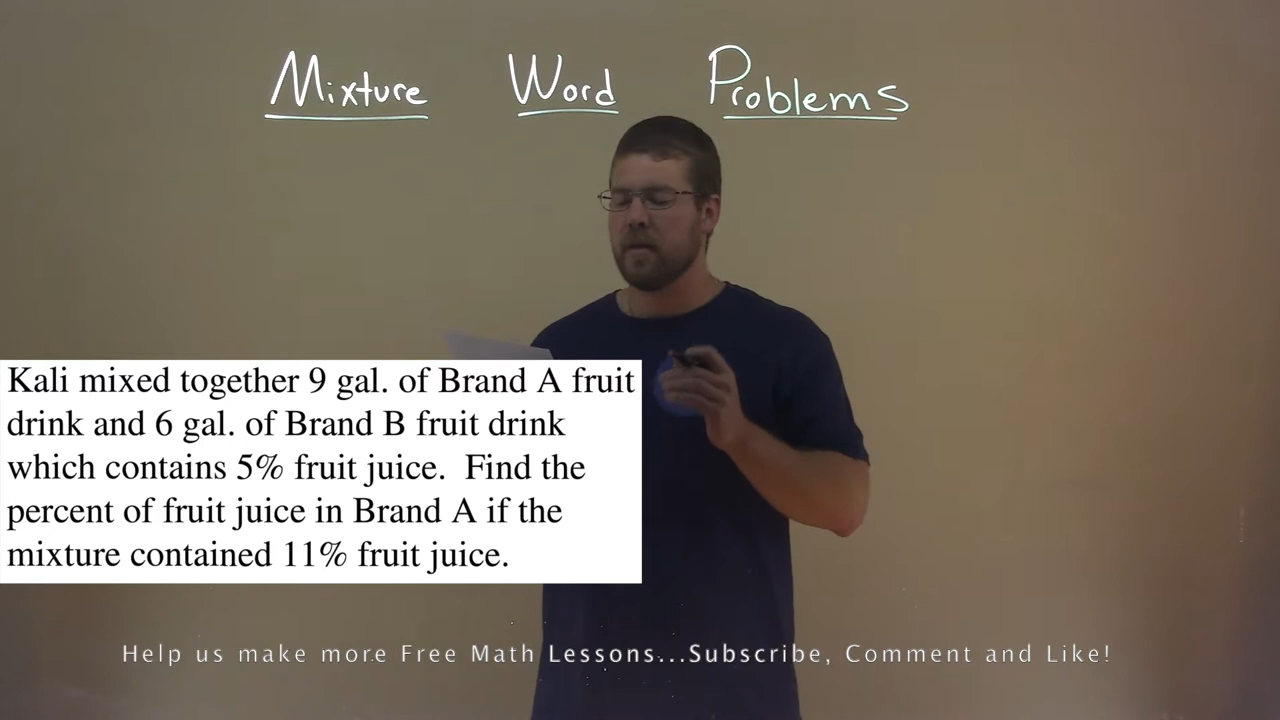 Mixture Word Problems
Kali mixed together 9 gal. of Brand A fruit
drink and 6 gal. of Brand B fruit drink
which contains 5% fruit juice.  Find the
percent of fruit juice in Brand A if the
mixture contained 11% fruit juice.
Help us make more Free Math Lessons...Subscribe, Comment and Like!